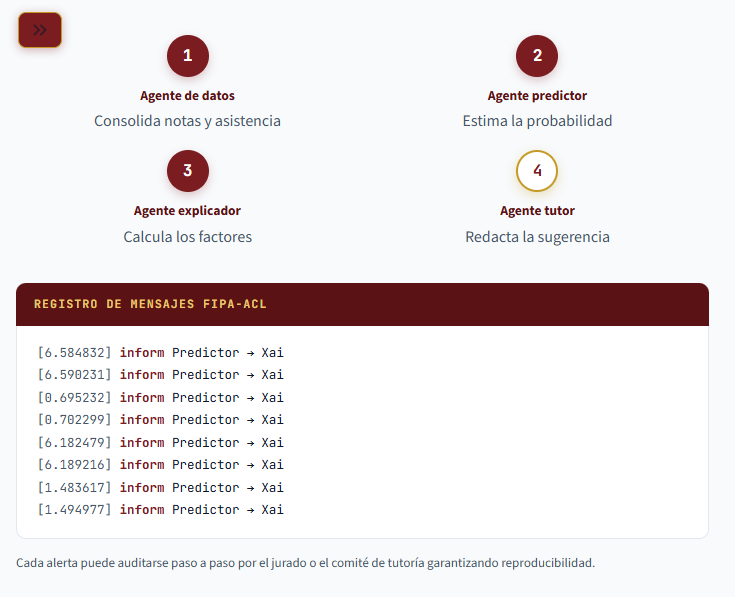 »
1
2
Agente de datos
Agente predictor
Consolida notas y asistencia
Estima la probabilidad
3
4
Agente explicador
Agente tutor
Calcula los factores
Redacta la sugerencia
REGISTRO DE MENSAJES FIPA-ACL
[6.584832] inform Predictor → Xai
[6.590231] inform Predictor → Xai
[0.695232] inform Predictor → Xai
[0.702299] inform Predictor → Xai
[6.182479] inform Predictor → Xai
[6.189216] inform Predictor → Xai
[1.483617] inform Predictor → Xai
[1.494977] inform Predictor → Xai
Cada alerta puede auditarse paso a paso por el jurado o el comité de tutoría garantizando reproducibilidad.